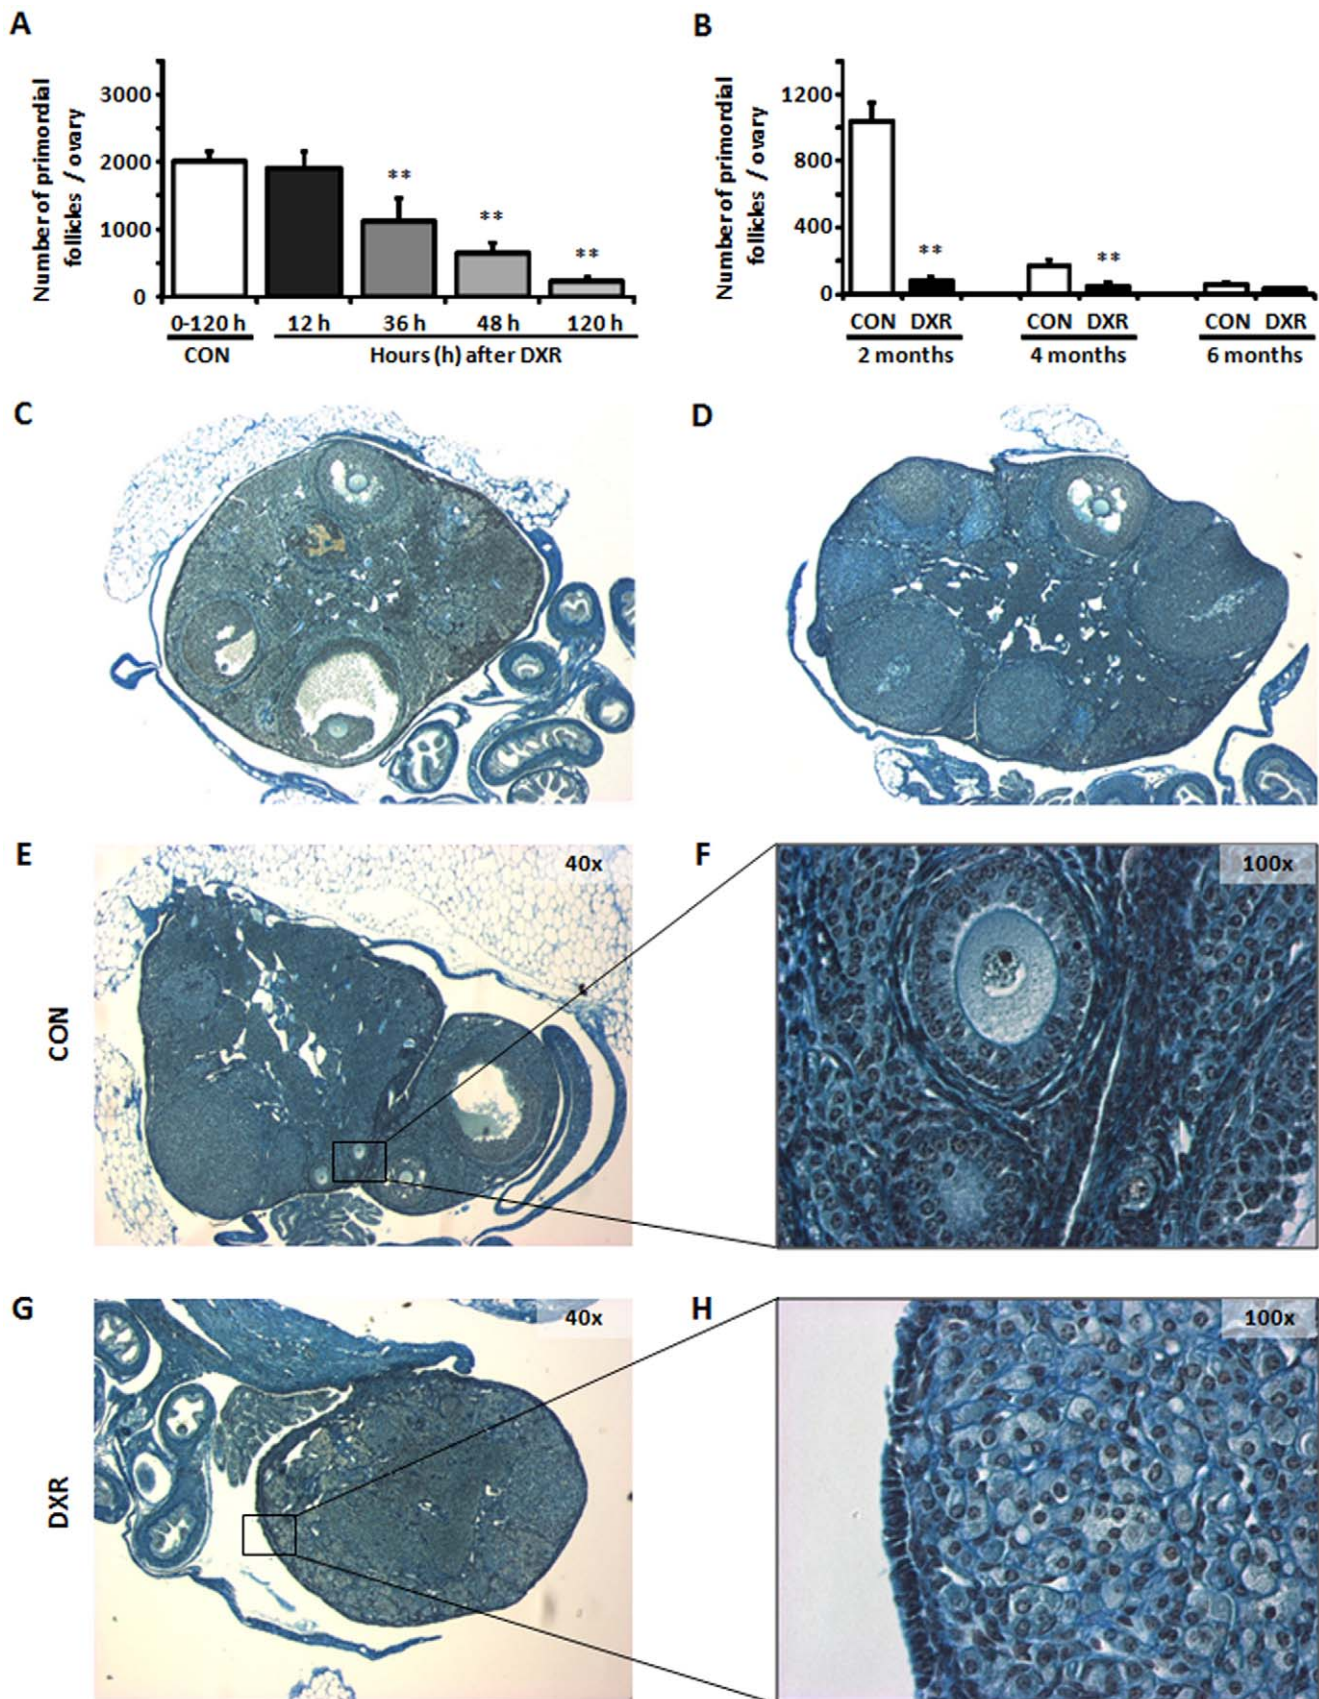 A
Number of primordial
follicles / ovary
3000
2000
1000
0
**
**
**
0-120 h
12 h
36 h
48 h
120 h
CON
Hours (h) after DXR
B
Number of primordial
follicles / ovary
1200
800
400
0
**
**
CON DXR
CON DXR
CON DXR
2 months
4 months
6 months
C
D
E
40x
CON
F
100x
G
40x
DXR
H
100x